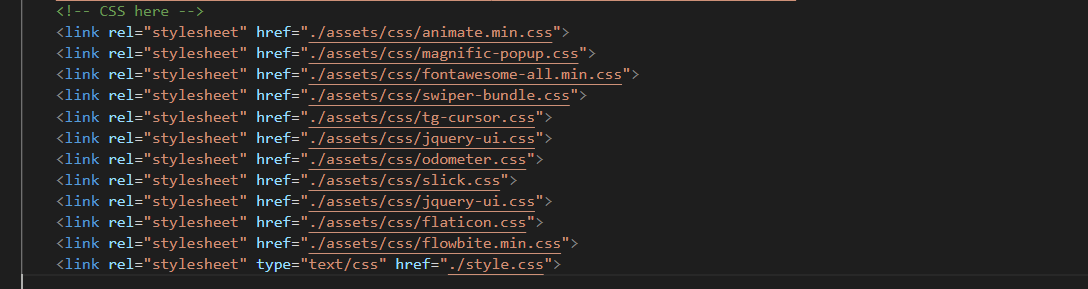 <!-- CSS here -->
<link rel="stylesheet" href="./assets/css/animate.min.css">
<link rel="stylesheet" href="./assets/css/magnific-popup.css">
<link rel="stylesheet" href="./assets/css/fontawesome-all.min.css">
<link rel="stylesheet" href="./assets/css/swiper-bundle.css">
<link rel="stylesheet" href="./assets/css/tg-cursor.css">
<link rel="stylesheet" href="./assets/css/jquery-ui.css">
<link rel="stylesheet" href="./assets/css/odometer.css">
<link rel="stylesheet" href="./assets/css/slick.css">
<link rel="stylesheet" href="./assets/css/jquery-ui.css">
<link rel="stylesheet" href="./assets/css/flaticon.css">
<link rel="stylesheet" href="./assets/css/flowbite.min.css">
<link rel="stylesheet" type="text/css" href="./style.css">